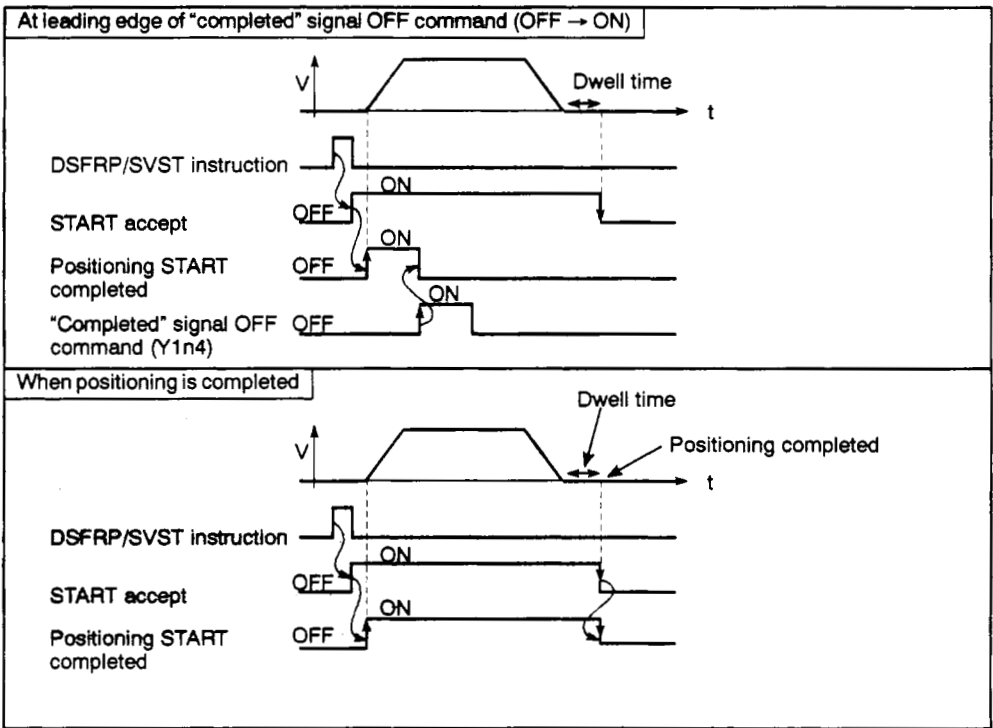 At leading edge of “completed” signal OFF command (OFF → ON)
V
Dwell time
t
DSFRP/SVST instruction
ON
OFF
START accept
ON
Positioning START
completed
OFF
ON
“Completed” signal OFF
command (Y1n4)
OFF
When positioning is completed
Dwell time
V
Positioning completed
t
DSFRP/SVST instruction
ON
OFF
START accept
ON
Positioning START
completed
OFF